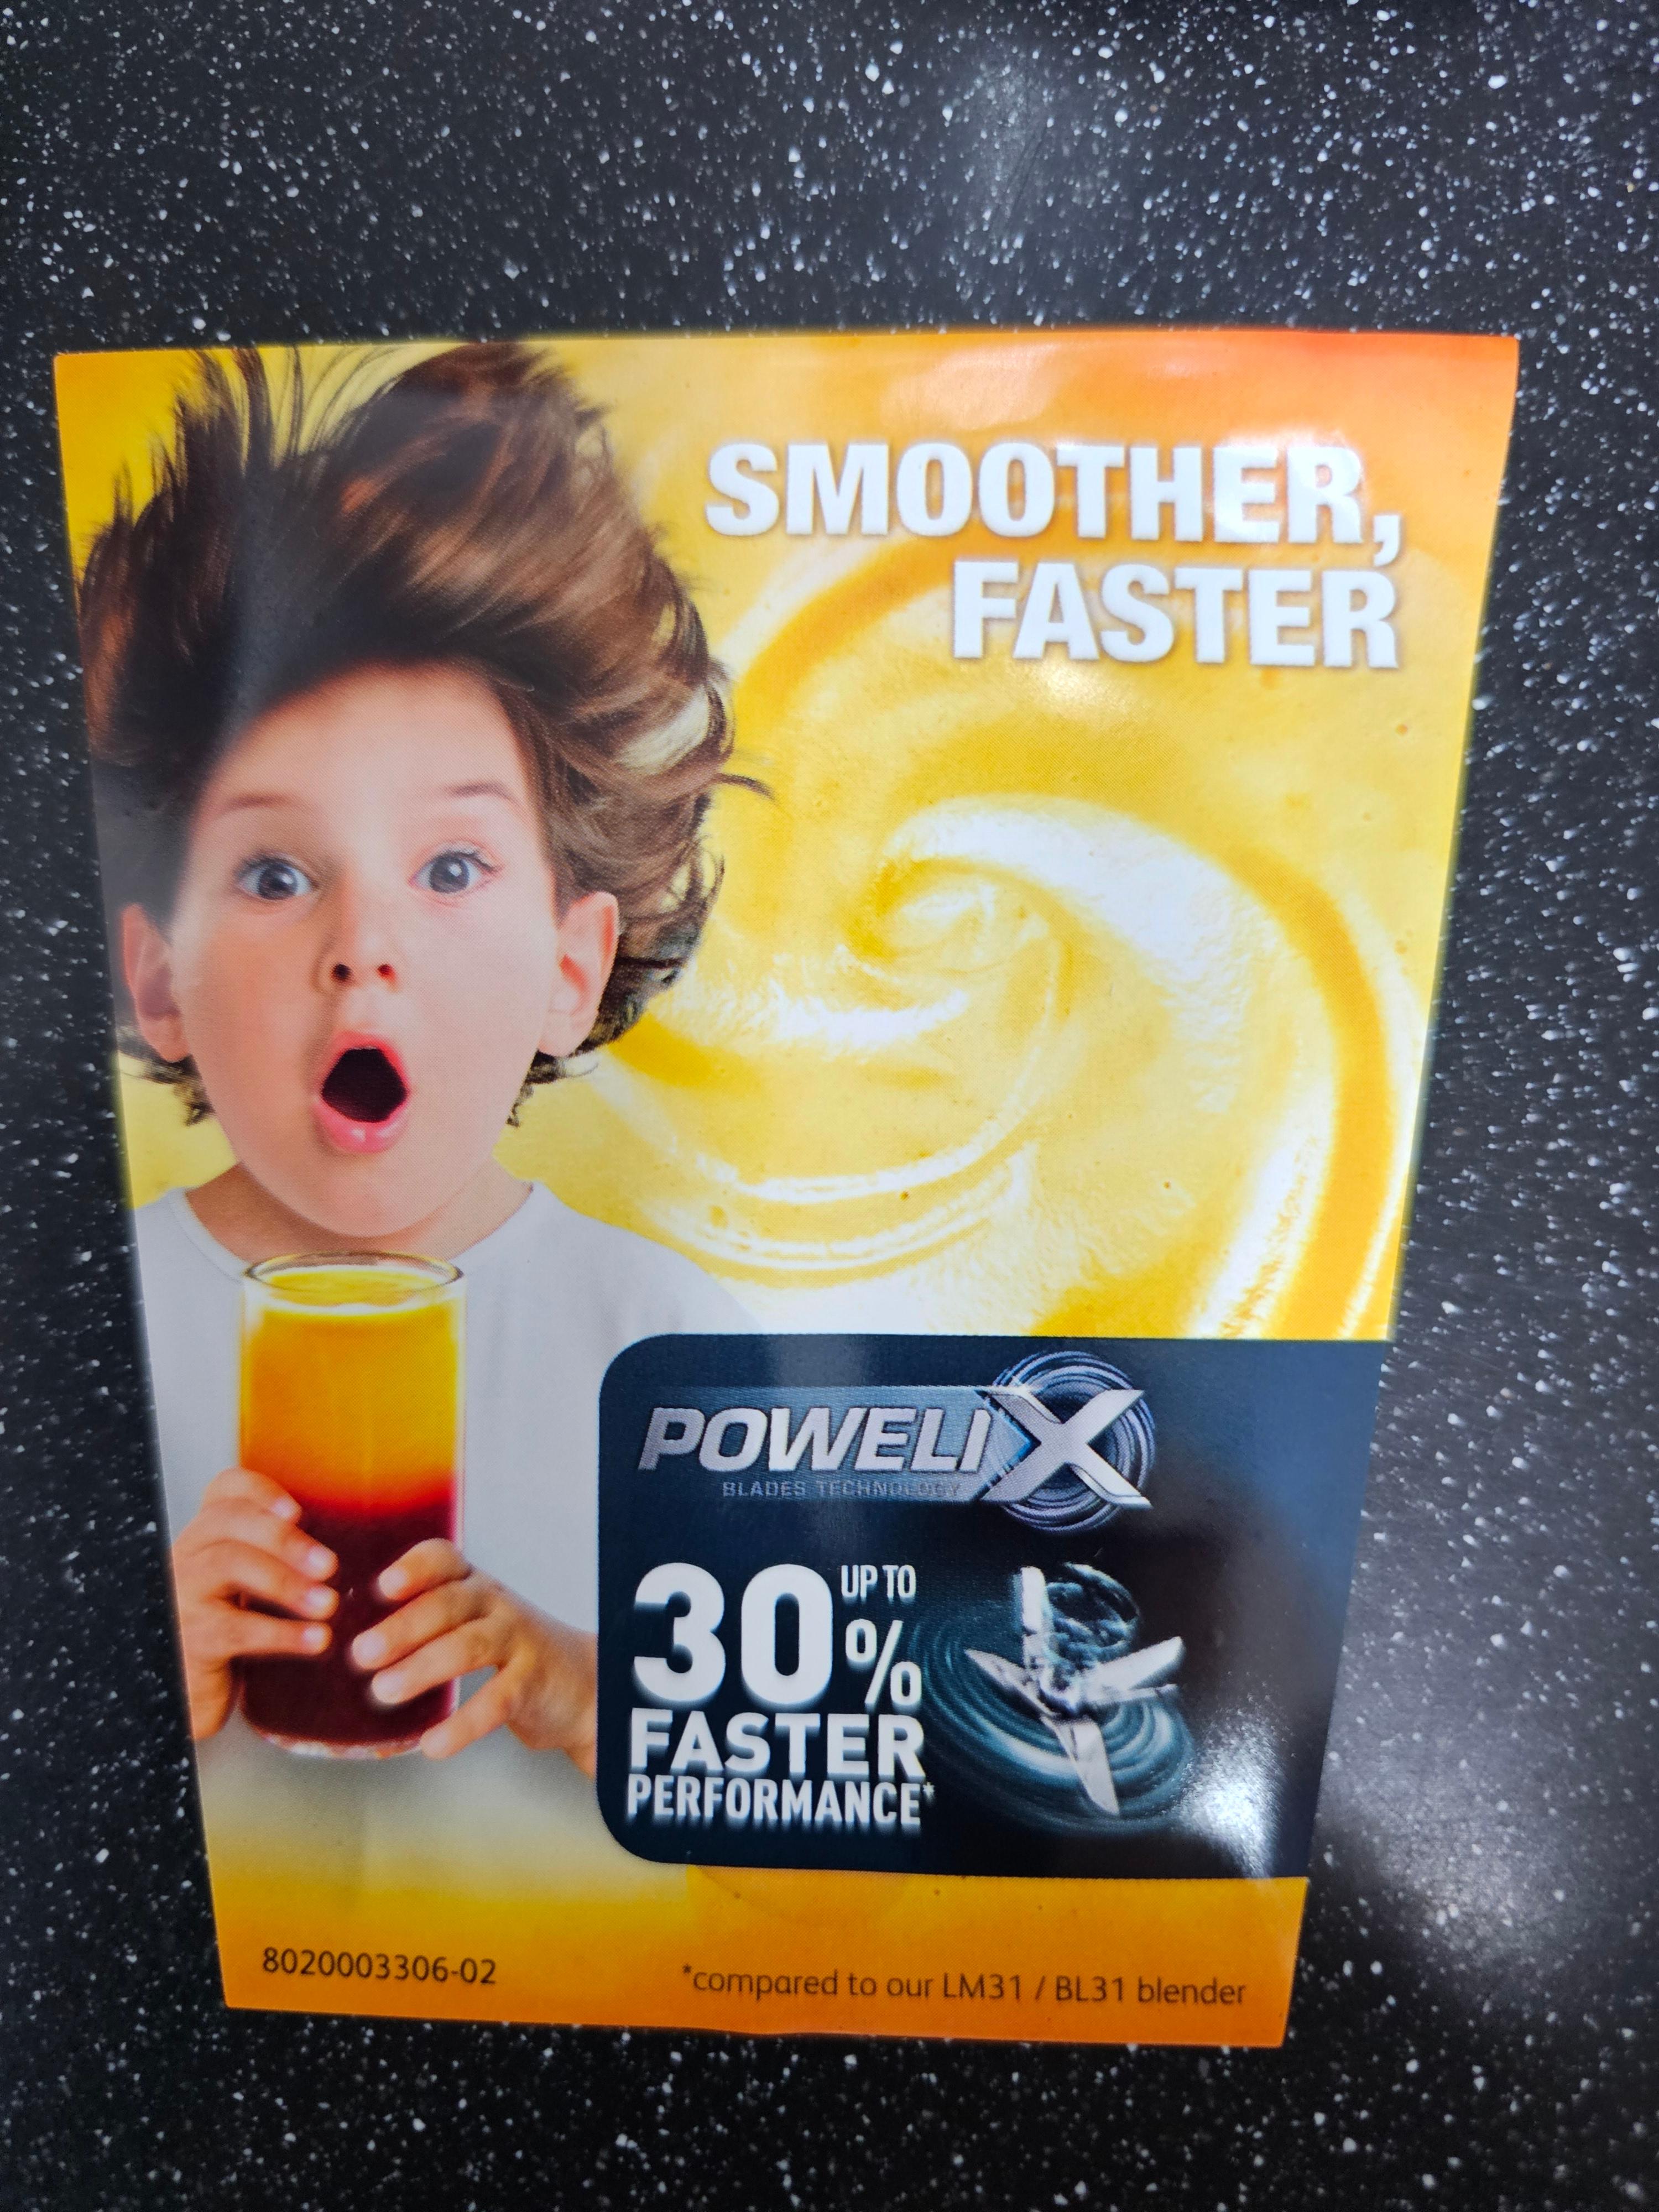 SMOOTHER,
FASTER
POWELIX
BLADES TECHNOLOGY
UP TO
30%
FASTER
PERFORMANCE*
8020003306-02
*compared to our LM31 / BL31 blender